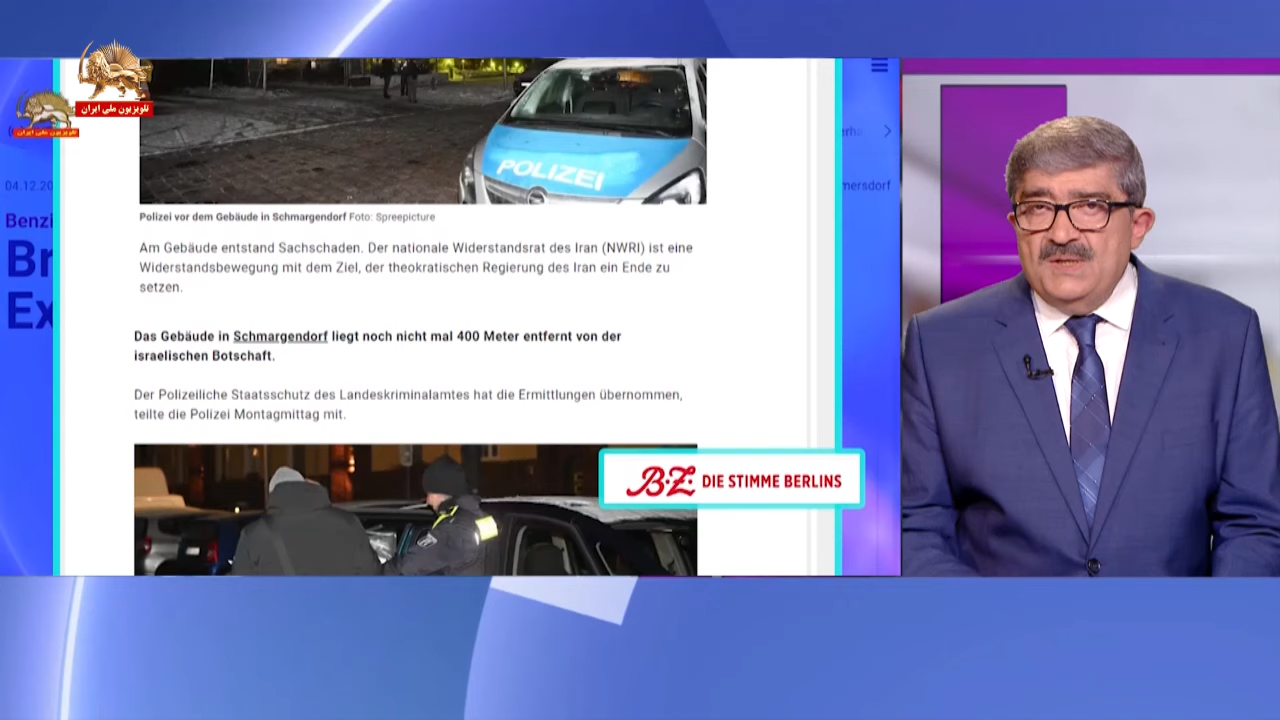 تلویزیون ملی ایران
تلویزیون ملی ایران
erha
04.12.20
mersdorf
Benzi
Br
Ex
POLIZEI
Polizei vor dem Gebäude in Schmargendorf Foto: Spreepicture
Am Gebäude entstand Sachschaden. Der nationale Widerstandsrat des Iran (NWRI) ist eine
Widerstandsbewegung mit dem Ziel, der theokratischen Regierung des Iran ein Ende zu
setzen.
Das Gebäude in Schmargendorf liegt noch nicht mal 400 Meter entfernt von der
israelischen Botschaft.
Der Polizeiliche Staatsschutz des Landeskriminalamtes hat die Ermittlungen übernommen,
teilte die Polizei Montagmittag mit.
B.Z. DIE STIMME BERLINS